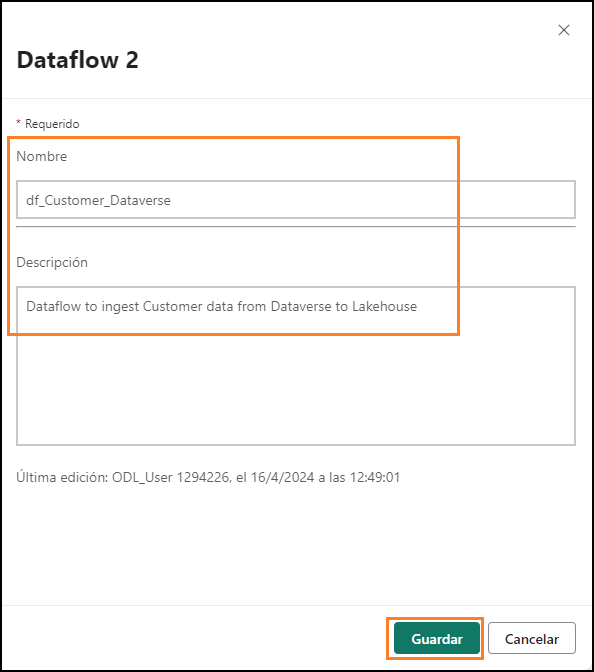 Dataflow 2
* Requerido
Nombre
df_Customer_Dataverse
Descripción
Dataflow to ingest Customer data from Dataverse to Lakehouse
Última edición: ODL_User 1294226, el 16/4/2024 a las 12:49:01
Guardar
Cancelar